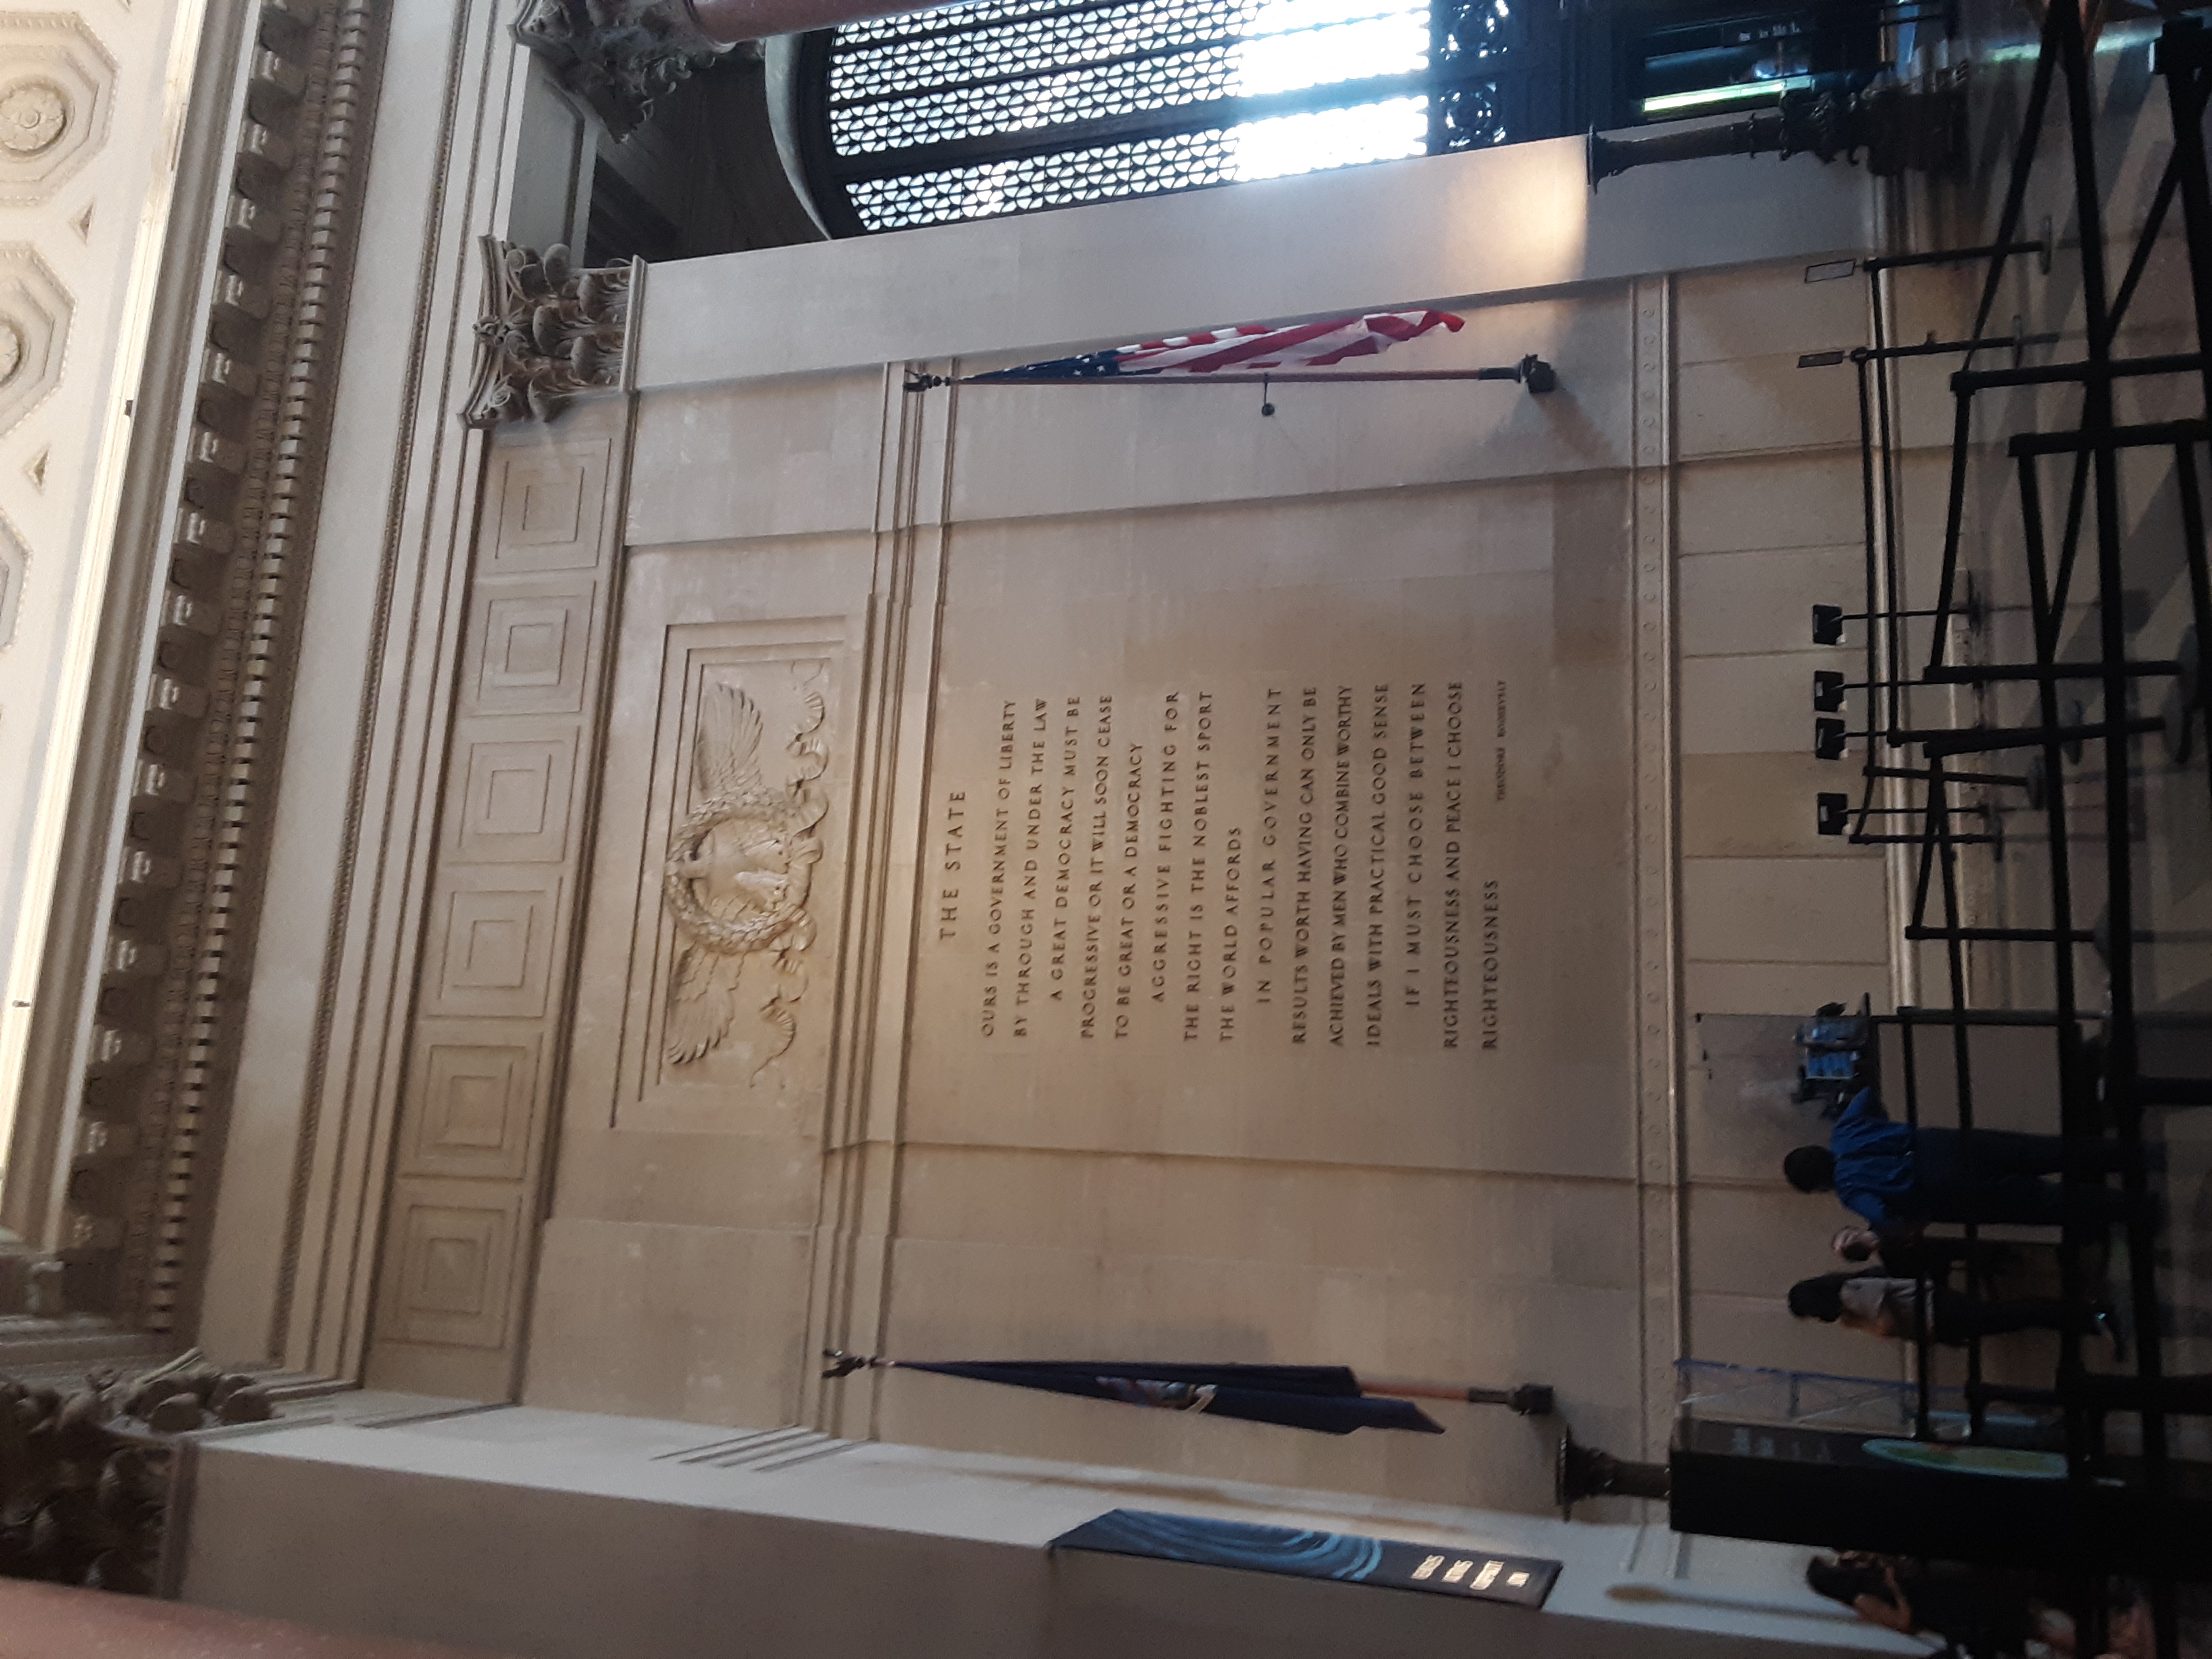 THE STATE
OURS IS A GOVERNMENT OF LIBERTY
BY THROUGH AND UNDER THE LAW
A GREAT DEMOCRACY MUST BE
PROGRESSIVE OR IT WILL SOON CEASE
TO BE GREAT OR A DEMOCRACY
AGGRESSIVE FIGHTING FOR
THE RIGHT IS THE NOBLEST SPORT
THE WORLD AFFORDS
IN POPULAR GOVERNMENT
RESULTS WORTH HAVING CAN ONLY BE
ACHIEVED BY MEN WHO COMBINE WORTHY
IDEALS WITH PRACTICAL GOOD SENSE
IF I MUST CHOOSE BETWEEN
RIGHTEOUSNESS AND PEACE I CHOOSE
RIGHTEOUSNESS
THEODORE ROOSEVELT